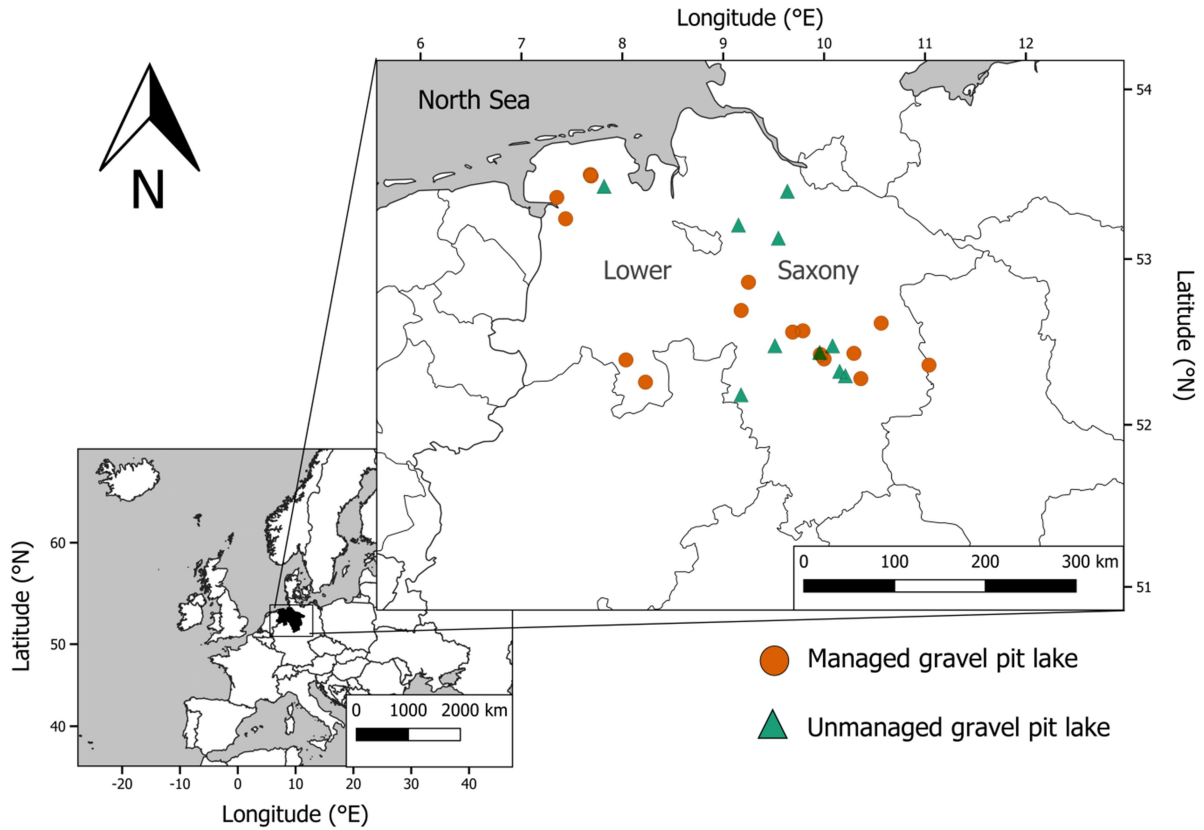 Longitude (°E)
6 7 8 9 10 11 12
North Sea
54
N
53
Lower Saxony
Latitude (°N)
52
0 100 200 300 km
51
60
Latitude (°N)
50
Managed gravel pit lake
0 1000 2000 km
40
Unmanaged gravel pit lake
-20 -10 0 10 20 30 40
Longitude (°E)